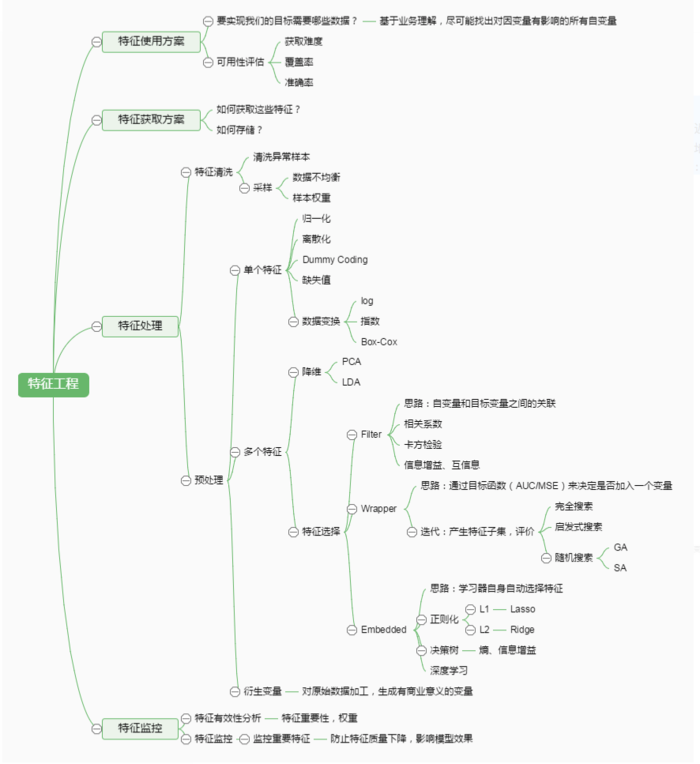 特征工程
特征使用方案
要实现我们的目标需要哪些数据？
基于业务理解，尽可能找出对因变量有影响的所有自变量
可用性评估
获取难度
覆盖率
准确率
特征获取方案
如何获取这些特征？
如何存储？
特征处理
特征清洗
清洗异常样本
采样
数据不均衡
样本权重
预处理
单个特征
归一化
离散化
Dummy Coding
缺失值
数据变换
log
指数
Box-Cox
多个特征
降维
PCA
LDA
特征选择
Filter
思路：自变量和目标变量之间的关联
相关系数
卡方检验
信息增益、互信息
Wrapper
思路：通过目标函数（AUC/MSE）来决定是否加入一个变量
迭代：产生特征子集，评价
完全搜索
启发式搜索
随机搜索
GA
SA
Embedded
思路：学习器自身自动选择特征
正则化
L1
Lasso
L2
Ridge
决策树
熵、信息增益
深度学习
衍生变量
对原始数据加工，生成有商业意义的变量
特征监控
特征有效性分析
特征重要性，权重
特征监控
监控重要特征
防止特征质量下降，影响模型效果